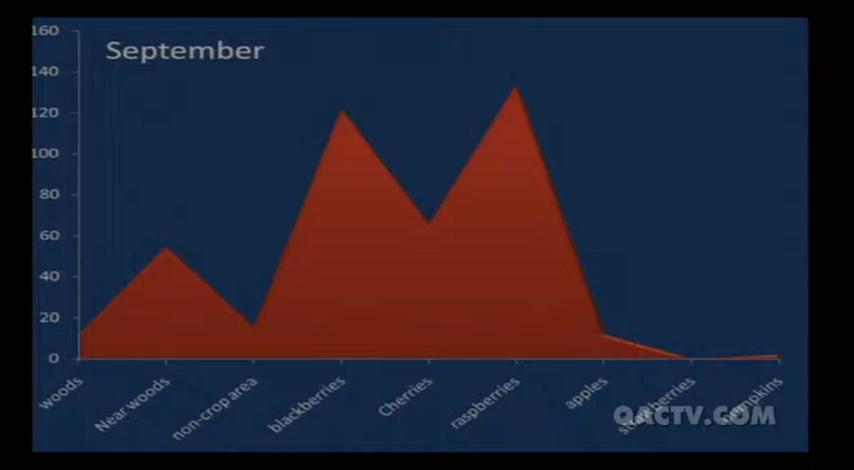 160
September
140
120
100
80
60
40
20
0
woods
Near woods
non-crop area
blackberries
Cherries
raspberries
apples
QACTV.COM